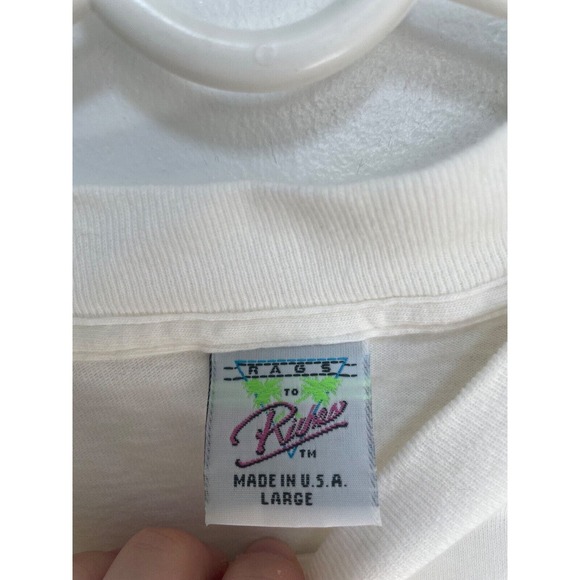 RAGS
TO
Riches
TM
MADE IN U.S.A.
LARGE